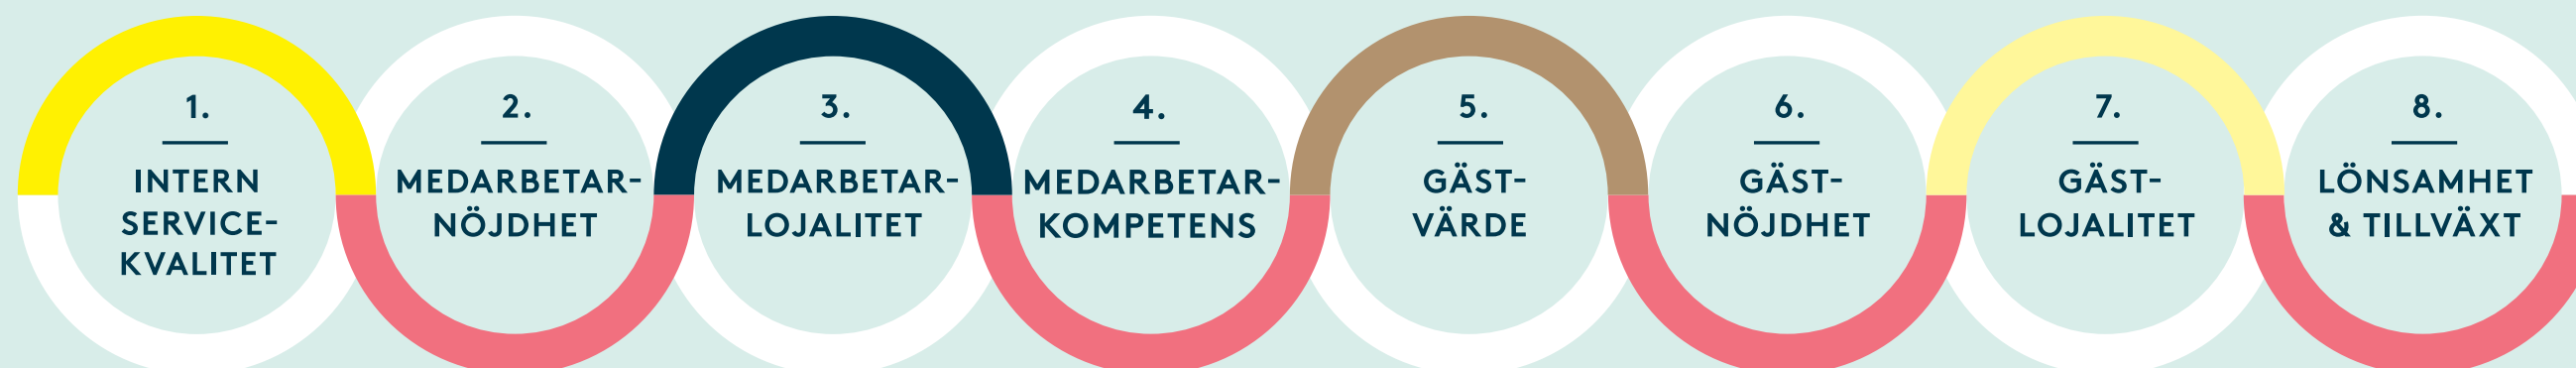 1.
INTERN
SERVICE-
KVALITET
2.
MEDARBETAR-
NÖJDHET
3.
MEDARBETAR-
LOJALITET
4.
MEDARBETAR-
KOMPETENS
5.
GÄST-
VÄRDE
6.
GÄST-
NÖJDHET
7.
GÄST-
LOJALITET
8.
LÖNSAMHET
& TILLVÄXT